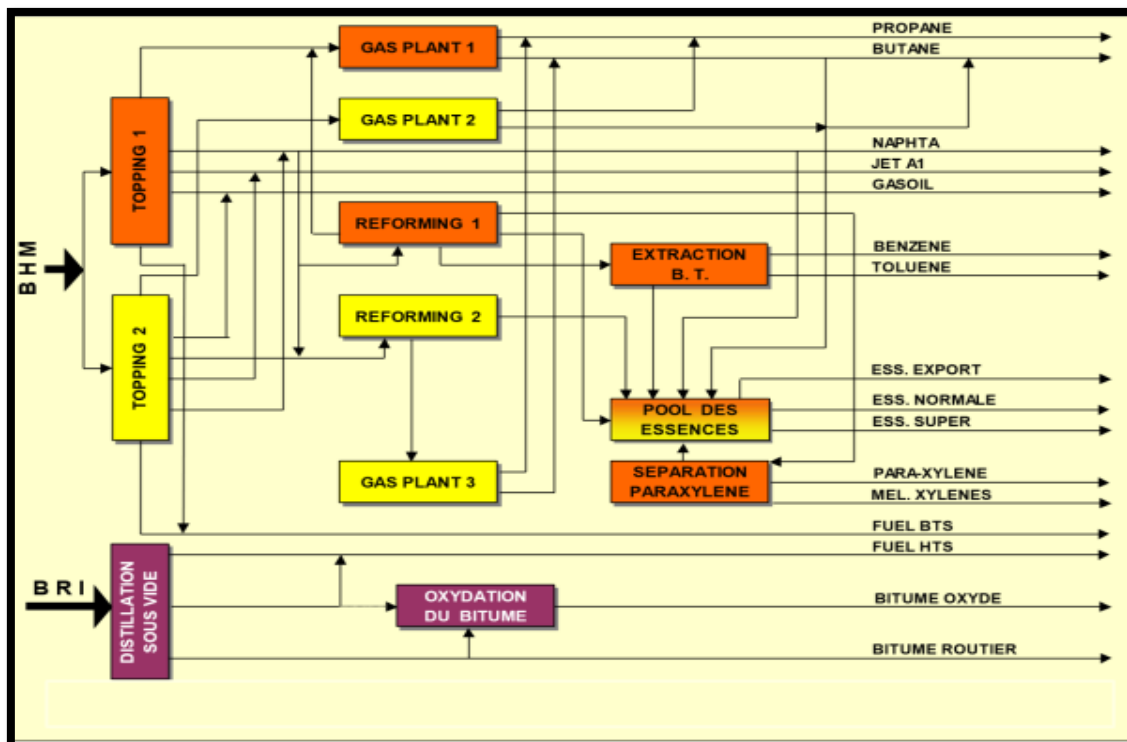 PROPANE
GAS PLANT 1
BUTANE
GAS PLANT 2
TOPPING 1
NAPHTA
JET A1
GASOIL
REFORMING 1
BENZENE
EXTRACTION
B. T.
TOLUENE
BHM
REFORMING 2
TOPPING 2
ESS. EXPORT
ESS. NORMALE
POOL DES
ESSENCES
ESS. SUPER
GAS PLANT 3
SEPARATION
PARAXYLENE
PARA-XYLENE
MEL. XYLENES
FUEL BTS
FUEL HTS
BRI
DISTILLATION
SOUS VIDE
OXYDATION
DU BITUME
BITUME OXYDE
BITUME ROUTIER